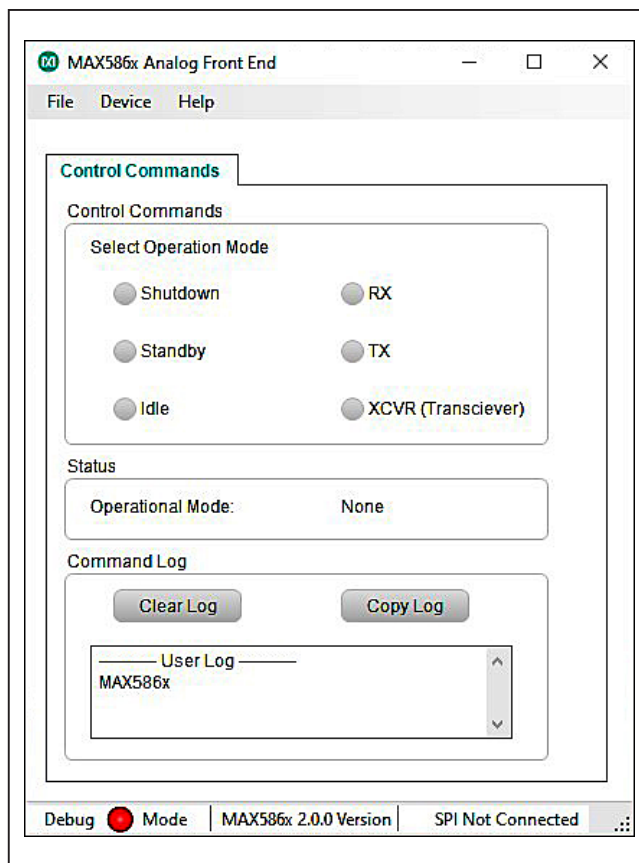 MAX586x Analog Front End
File Device Help
Control Commands
Control Commands
Select Operation Mode
Shutdown RX
Standby TX
Idle XCVR (Transciever)
Status
Operational Mode: None
Command Log
Clear Log Copy Log
——— User Log ———
MAX586x
Debug Mode MAX586x 2.0.0 Version SPI Not Connected